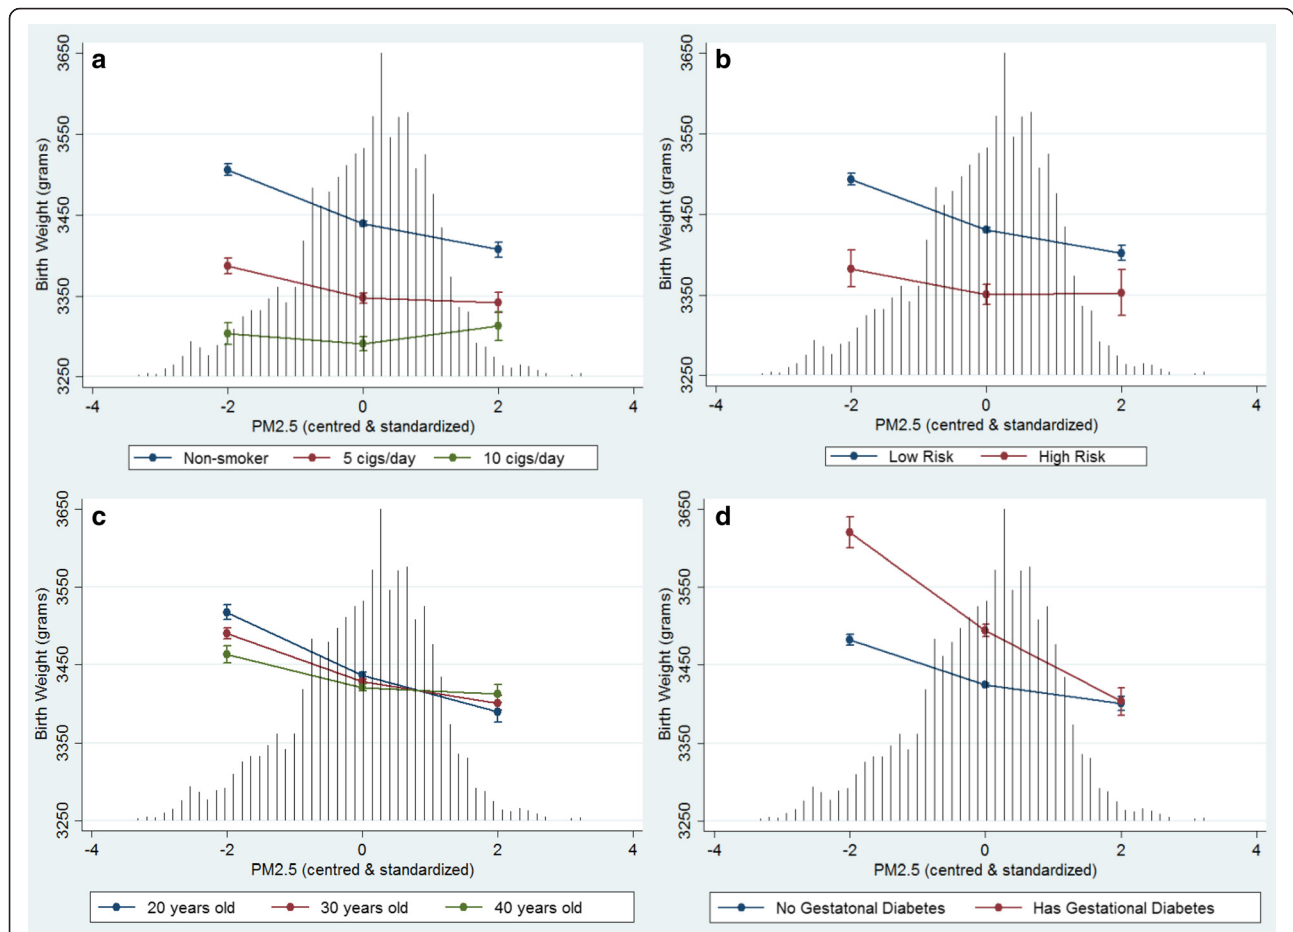 a
3650
3550
3450
3350
3250
Birth Weight (grams)
-4 -2 0 2 4
PM2.5 (centred & standardized)
Non-smoker 5 cigs/day 10 cigs/day
b
3650
3550
3450
3350
3250
Birth Weight (grams)
-4 -2 0 2 4
PM2.5 (centred & standardized)
Low Risk High Risk
c
3650
3550
3450
3350
3250
Birth Weight (grams)
-4 -2 0 2 4
PM2.5 (centred & standardized)
20 years old 30 years old 40 years old
d
3650
3550
3450
3350
3250
Birth Weight (grams)
-4 -2 0 2 4
PM2.5 (centred & standardized)
No Gestatonal Diabetes Has Gestatonal Diabetes